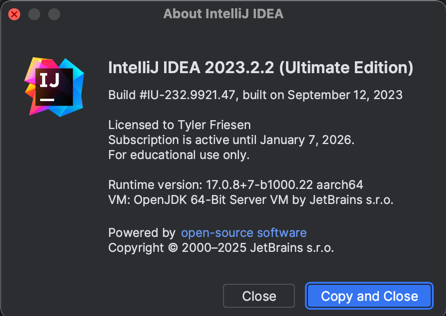 About IntelliJ IDEA
IJ
IntelliJ IDEA 2023.2.2 (Ultimate Edition)
Build #IU-232.9921.47, built on September 12, 2023
Licensed to Tyler Friesen
Subscription is active until January 7, 2026.
For educational use only.
Runtime version: 17.0.8+7-b1000.22 aarch64
VM: OpenJDK 64-Bit Server VM by JetBrains s.r.o.
Powered by open-source software
Copyright © 2000–2025 JetBrains s.r.o.
Close
Copy and Close